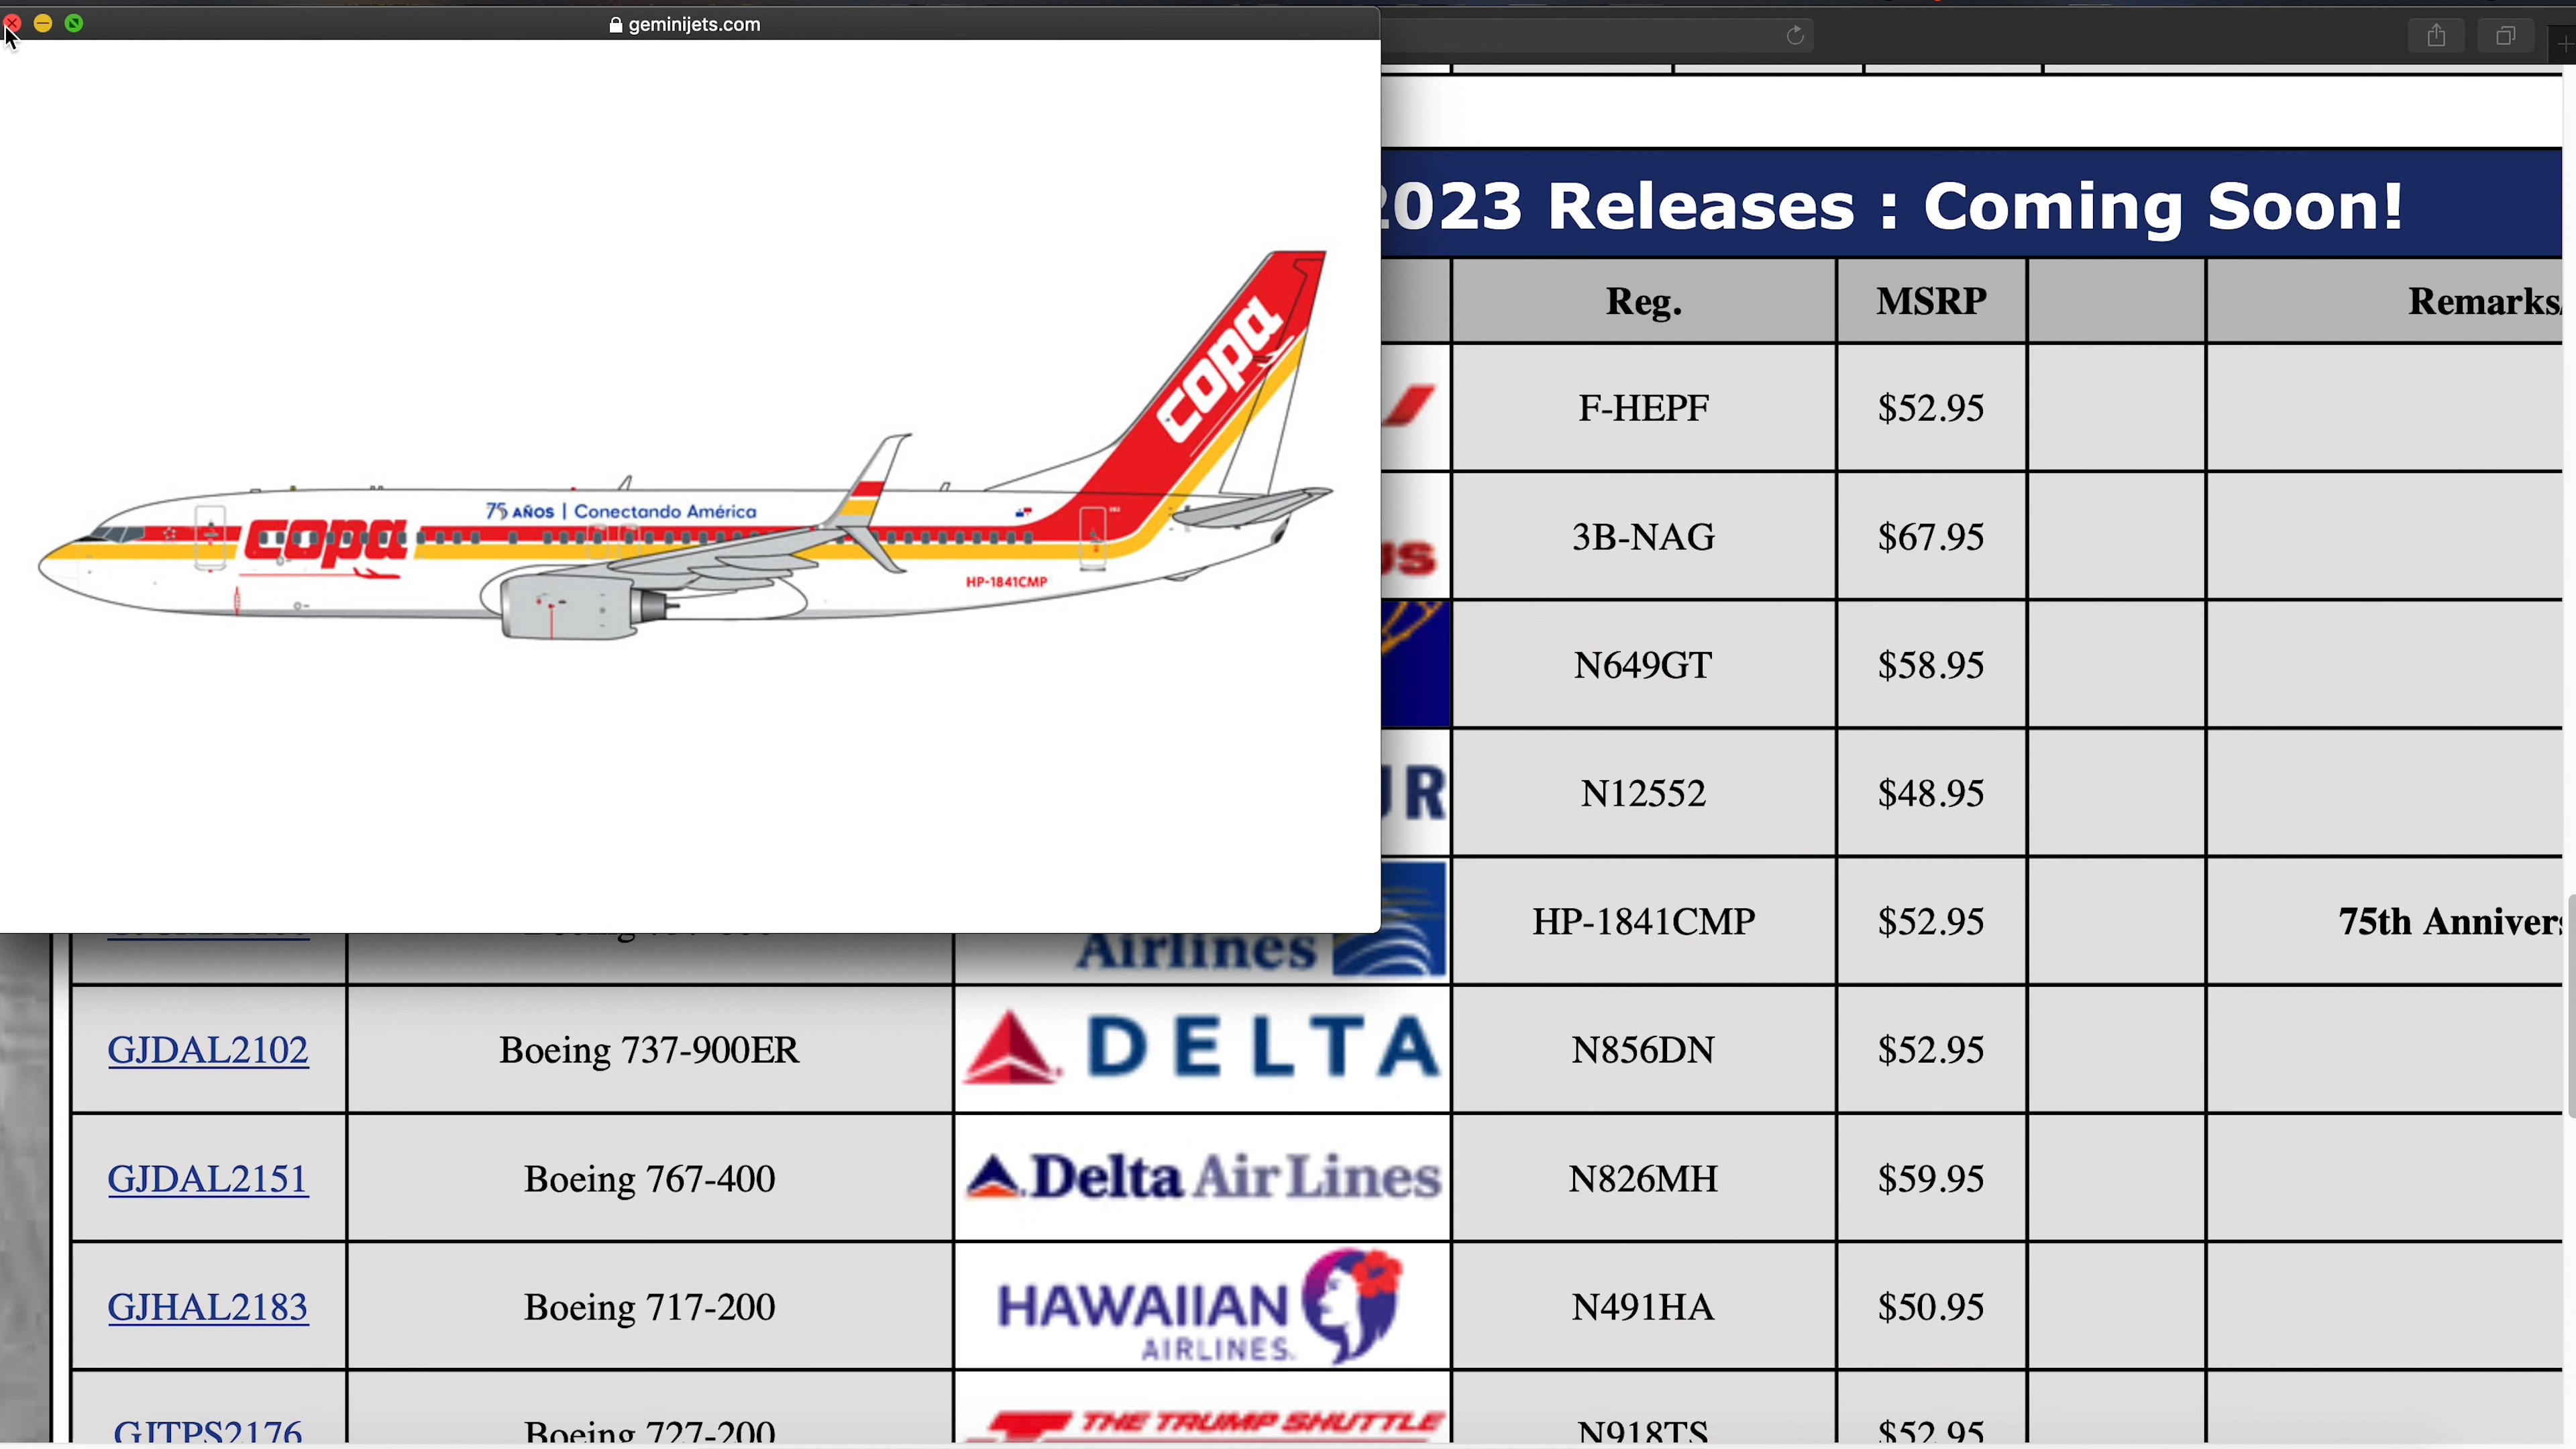 geminijets.com
copa
75 AÑOS | Conectando América
copa
HP-1841CMP
2023 Releases : Coming Soon!
Reg. MSRP Remarks
F-HEPF $52.95
3B-NAG $67.95
N649GT $58.95
N12552 $48.95
Airlines HP-1841CMP $52.95 75th Annivers
GJDAL2102 Boeing 737-900ER DELTA N856DN $52.95
GJDAL2151 Boeing 767-400 Delta Air Lines N826MH $59.95
GJHAL2183 Boeing 717-200 HAWAIIAN AIRLINES N491HA $50.95
GJTPS2176 Boeing 727-200 THE TRUMP SHUTTLE N918TS $52.95